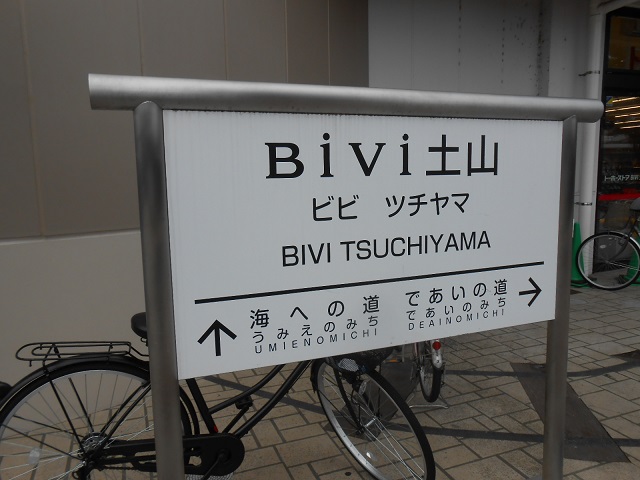 BiVi土山
ビビ ツチヤマ
BIVI TSUCHIYAMA
↑ 海への道 であいの道 →
うみえのみち であいのみち
UMIENOMICHI DEAINOMICHI